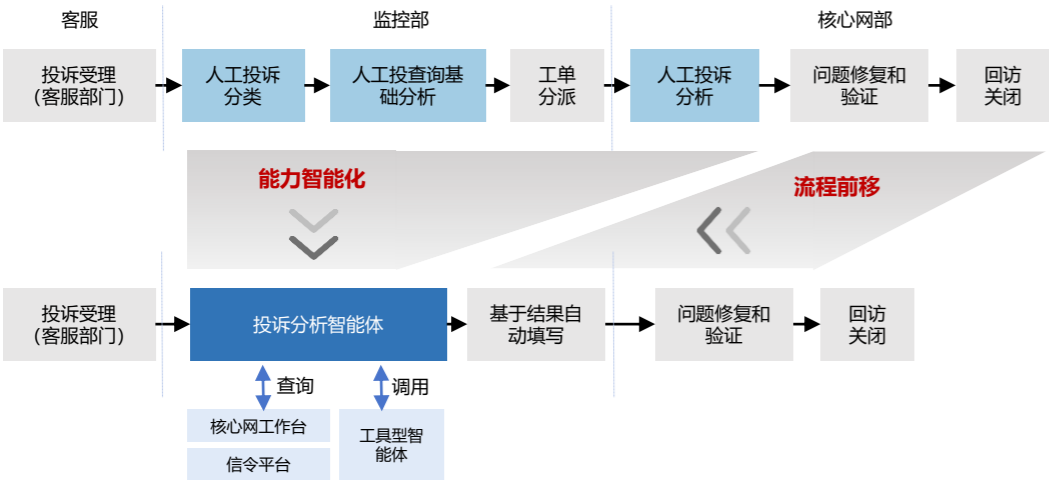 客服
监控部
核心网部
投诉受理
(客服部门)
人工投诉
分类
人工投查询基
础分析
工单
分派
人工投诉
分析
问题修复和
验证
回访
关闭
能力智能化
流程前移
投诉受理
(客服部门)
投诉分析智能体
基于结果自
动填写
问题修复和
验证
回访
关闭
查询
调用
核心网工作台
信令平台
工具型智
能体